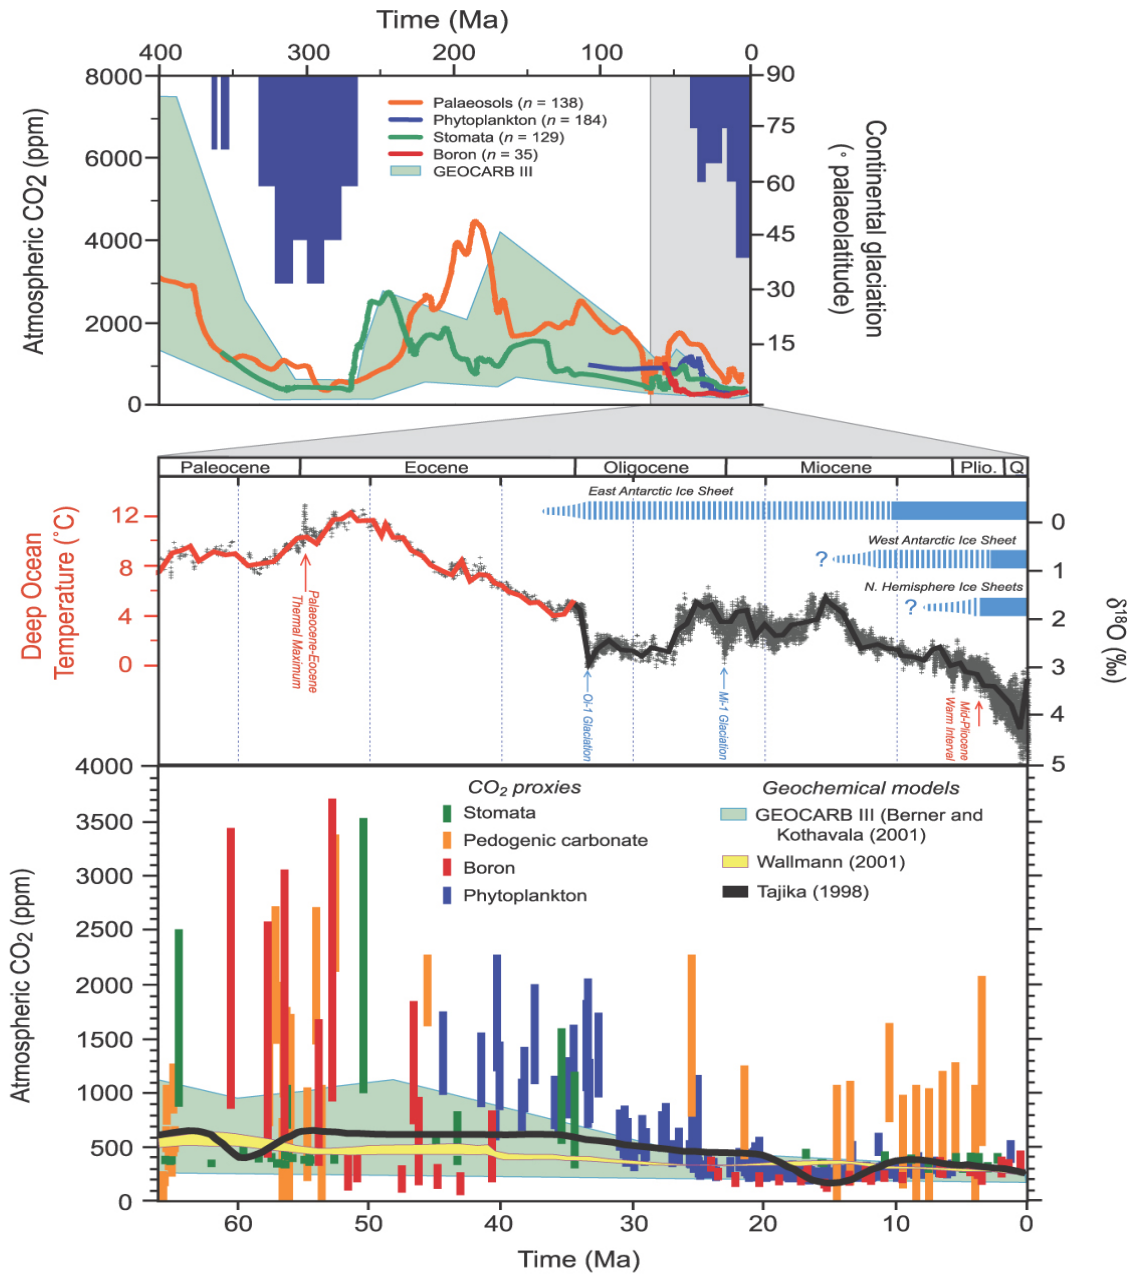 Time (Ma)
400 300 200 100 0
8000
6000
4000
2000
0
Atmospheric CO2 (ppm)
90
75
60
45
30
15
Continental glaciation
(° palaeolatitude)
Palaeosols (n = 138)
Phytoplankton (n = 184)
Stomata (n = 129)
Boron (n = 35)
GEOCARB III
Paleocene Eocene Oligocene Miocene Plio. Q
East Antarctic Ice Sheet
West Antarctic Ice Sheet
?
N. Hemisphere Ice Sheets
?
12
8
4
0
Deep Ocean
Temperature (°C)
0
1
2
3
4
5
δ18O (‰)
Palaeocene-Eocene
Thermal Maximum
Oi-1 Glaciation
Mi-1 Glaciation
Mid-Pliocene
Warm Interval
4000
3500
3000
2500
2000
1500
1000
500
0
Atmospheric CO2 (ppm)
CO2 proxies
Stomata
Pedogenic carbonate
Boron
Phytoplankton
Geochemical models
GEOCARB III (Berner and
Kothavala (2001)
Wallmann (2001)
Tajika (1998)
60 50 40 30 20 10 0
Time (Ma)